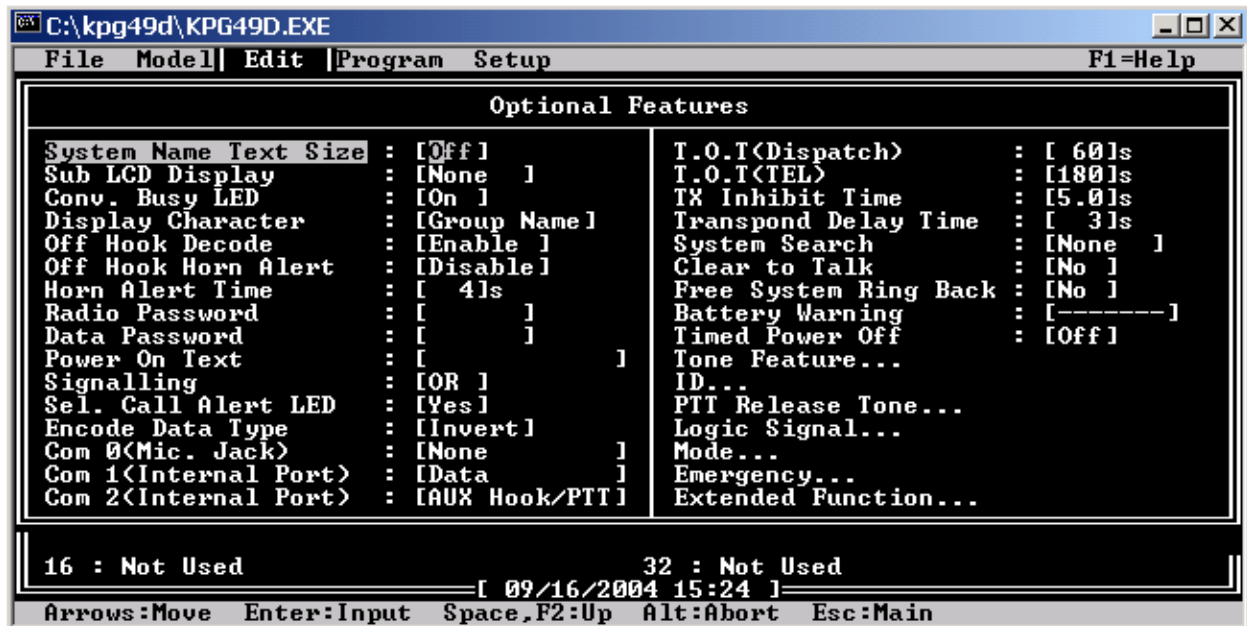 C:\kpg49d\KPG49D.EXE
File Model Edit Program Setup F1=Help
Optional Features
System Name Text Size : [Off]
Sub LCD Display : [None ]
Conv. Busy LED : [On ]
Display Character : [Group Name]
Off Hook Decode : [Enable ]
Off Hook Horn Alert : [Disable]
Horn Alert Time : [ 4]s
Radio Password : [ ]
Data Password : [ ]
Power On Text : [ ]
Signalling : [OR ]
Sel. Call Alert LED : [Yes]
Encode Data Type : [Invert]
Com 0(Mic. Jack) : [None ]
Com 1(Internal Port) : [Data ]
Com 2(Internal Port) : [AUX Hook/PTT]
T.O.T(Dispatch) : [ 60]s
T.O.T(TEL) : [180]s
TX Inhibit Time : [5.0]s
Transpond Delay Time : [ 3]s
System Search : [None ]
Clear to Talk : [No ]
Free System Ring Back : [No ]
Battery Warning : [-------]
Timed Power Off : [Off]
Tone Feature...
ID...
PTT Release Tone...
Logic Signal...
Mode...
Emergency...
Extended Function...
16 : Not Used 32 : Not Used
[ 09/16/2004 15:24 ]
Arrows:Move Enter:Input Space,F2:Up Alt:Abort Esc:Main